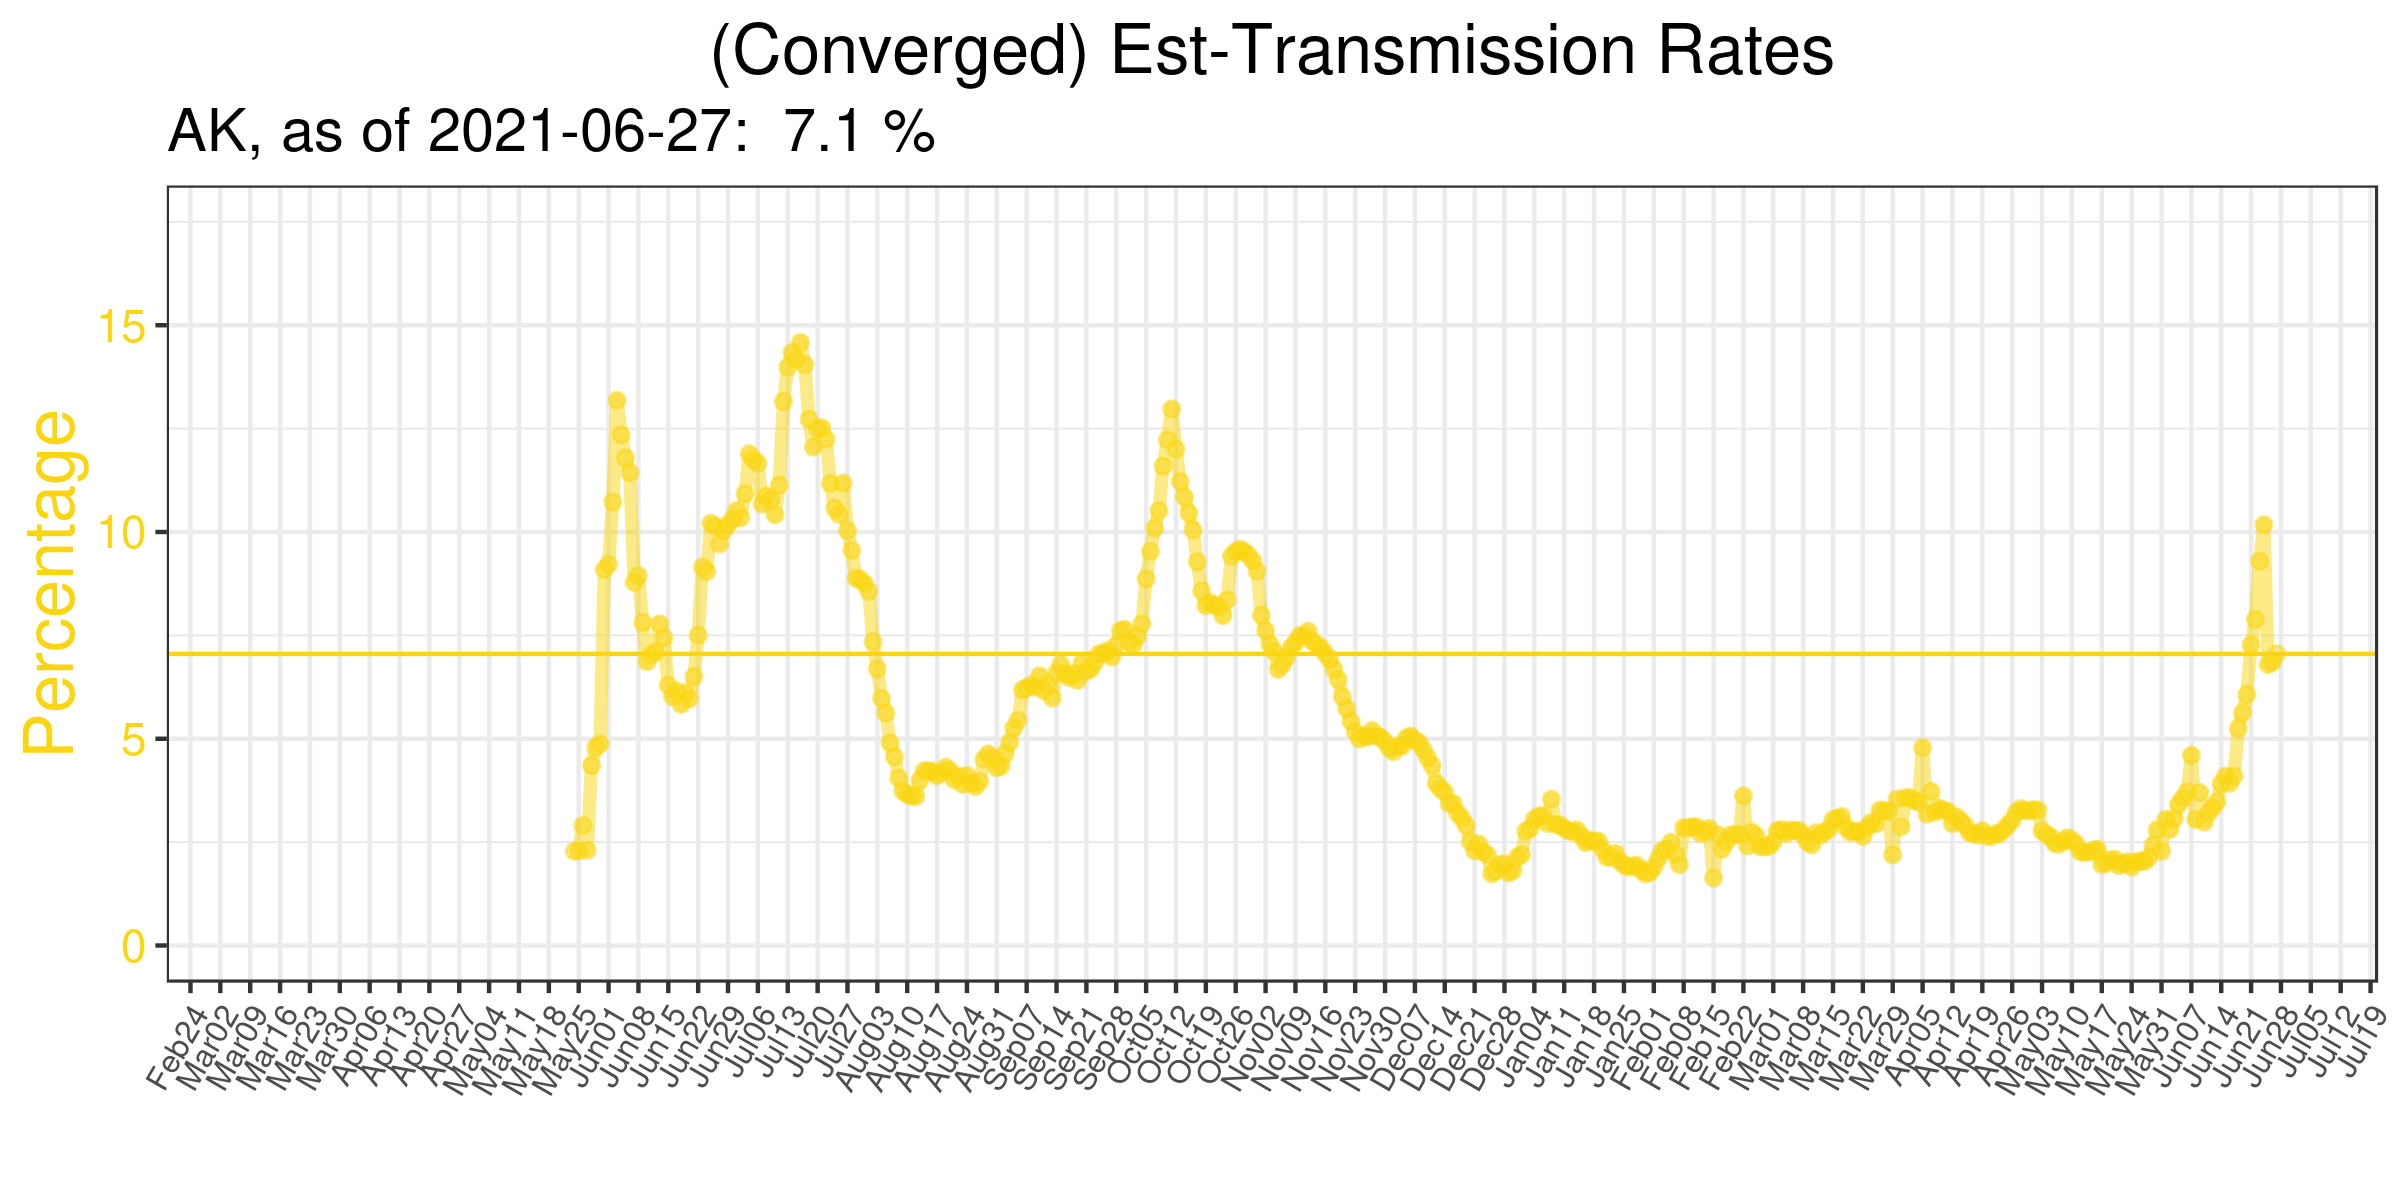 (Converged) Est-Transmission Rates
AK, as of 2021-06-27: 7.1 %
Percentage
15
10
5
0
Feb24
Mar02
Mar09
Mar16
Mar23
Mar30
Apr06
Apr13
Apr20
Apr27
May04
May11
May18
May25
Jun01
Jun08
Jun15
Jun22
Jun29
Jul06
Jul13
Jul20
Jul27
Aug03
Aug10
Aug17
Aug24
Aug31
Sep07
Sep14
Sep21
Sep28
Oct05
Oct12
Oct19
Oct26
Nov02
Nov09
Nov16
Nov23
Nov30
Dec07
Dec14
Dec21
Dec28
Jan04
Jan11
Jan18
Jan25
Feb01
Feb08
Feb15
Feb22
Mar01
Mar08
Mar15
Mar22
Mar29
Apr05
Apr12
Apr19
Apr26
May03
May10
May17
May24
May31
Jun07
Jun14
Jun21
Jun28
Jul05
Jul12
Jul19